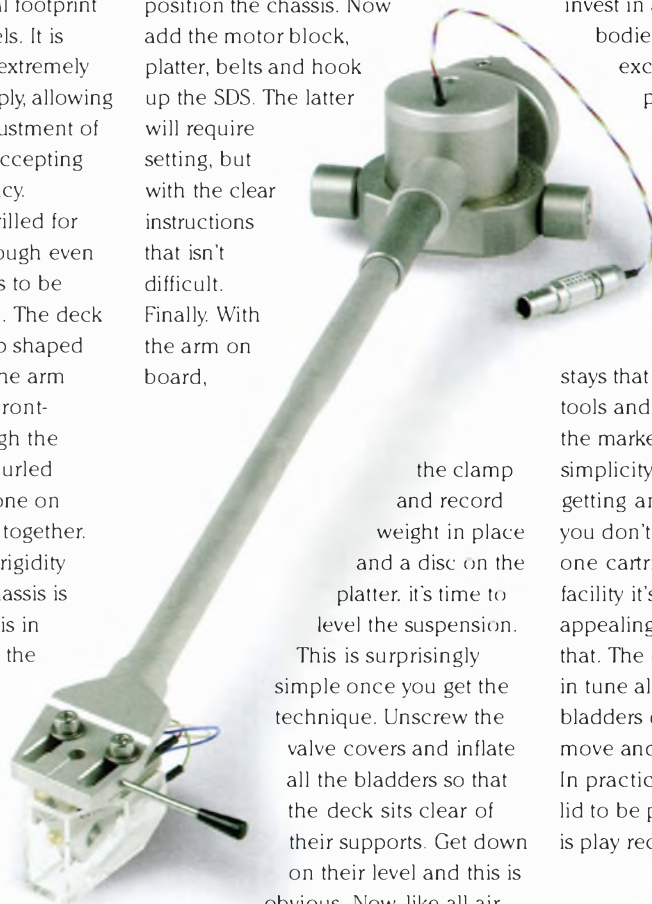 l footprint
els. It is
extremely
ply, allowing
ustment of
ccepting
cy.
rilled for
ough even
s to be
. The deck
o shaped
he arm
ront-
gh the
urled
one on
together.
rigidity
assis is
is in
the
position the chassis. Now
add the motor block,
platter, belts and hook
up the SDS. The latter
will require
setting, but
with the clear
instructions
that isn't
difficult.
Finally. With
the arm on
board,
the clamp
and record
weight in place
and a disc on the
platter. it's time to
level the suspension.
This is surprisingly
simple once you get the
technique. Unscrew the
valve covers and inflate
all the bladders so that
the deck sits clear of
their supports. Get down
on their level and this is
obvious. Now, like all air
invest in
bodie
exc
p
stays that
tools and
the marke
simplicity
getting an
you don't
one cartri
facility it's
appealing
that. The
in tune al
bladders
move and
In practic
lid to be p
is play rec